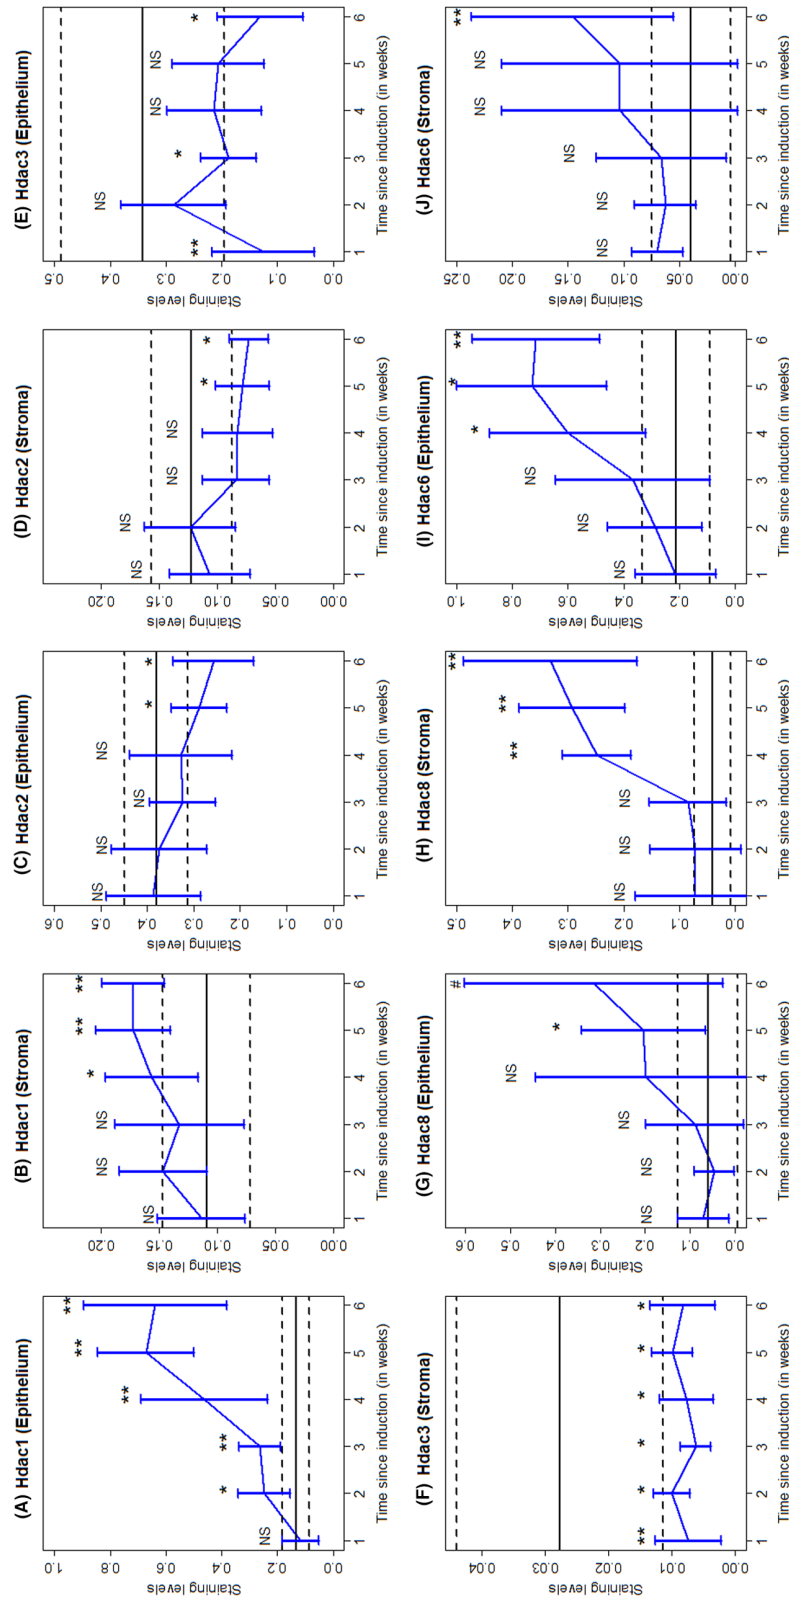 (A) Hdac1 (Epithelium)
Staining levels
1.0
0.8
0.6
0.4
0.2
0.0
NS * ** ** ** **
1 2 3 4 5 6
Time since induction (in weeks)
(B) Hdac1 (Stroma)
Staining levels
0.20
0.15
0.10
0.05
0.00
NS NS NS * ** **
1 2 3 4 5 6
Time since induction (in weeks)
(C) Hdac2 (Epithelium)
Staining levels
0.6
0.5
0.4
0.3
0.2
0.1
0.0
NS NS NS NS * *
1 2 3 4 5 6
Time since induction (in weeks)
(D) Hdac2 (Stroma)
Staining levels
0.20
0.15
0.10
0.05
0.00
NS NS NS NS * *
1 2 3 4 5 6
Time since induction (in weeks)
(E) Hdac3 (Epithelium)
Staining levels
0.5
0.4
0.3
0.2
0.1
0.0
** NS * NS NS *
1 2 3 4 5 6
Time since induction (in weeks)
(F) Hdac3 (Stroma)
Staining levels
0.04
0.03
0.02
0.01
0.00
** * * * * *
1 2 3 4 5 6
Time since induction (in weeks)
(G) Hdac8 (Epithelium)
Staining levels
0.6
0.5
0.4
0.3
0.2
0.1
0.0
NS NS NS NS * #
1 2 3 4 5 6
Time since induction (in weeks)
(H) Hdac8 (Stroma)
Staining levels
0.5
0.4
0.3
0.2
0.1
0.0
NS NS ** ** **
1 2 3 4 5 6
Time since induction (in weeks)
(I) Hdac6 (Epithelium)
Staining levels
1.0
0.8
0.6
0.4
0.2
0.0
NS NS NS * * **
1 2 3 4 5 6
Time since induction (in weeks)
(J) Hdac6 (Stroma)
Staining levels
0.25
0.20
0.15
0.10
0.05
0.00
NS NS NS NS NS **
1 2 3 4 5 6
Time since induction (in weeks)